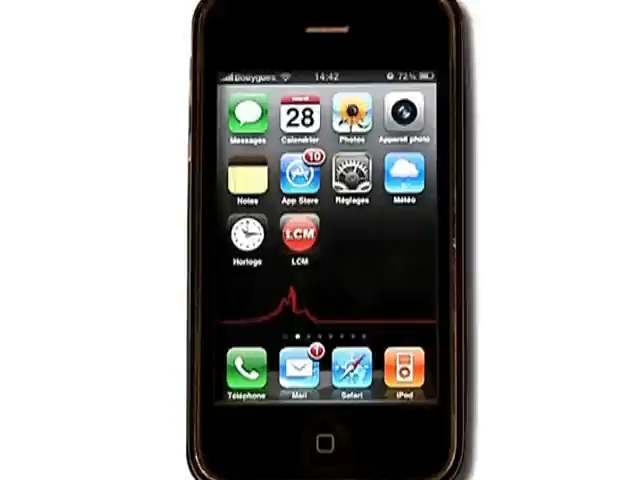 Bouygues 14:42 72%
28
Messages Calendrier Photos Appareil photo
10
Notes App Store Réglages Météo
LCM
Horloge LCM
1
Téléphone Mail Safari iPod